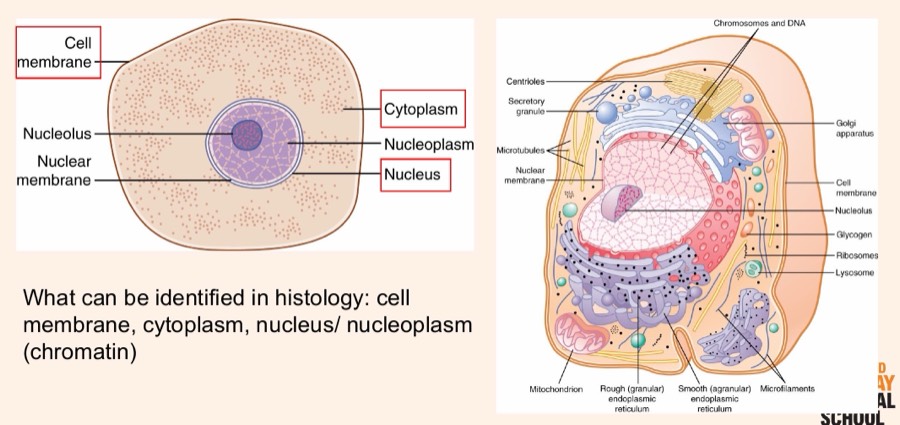 Cell
membrane
Cytoplasm
Nucleolus
Nucleoplasm
Nuclear
membrane
Nucleus
What can be identified in histology: cell
membrane, cytoplasm, nucleus/ nucleoplasm
(chromatin)
Chromosomes and DNA
Centrioles
Secretory
granule
Golgi
apparatus
Microtubules
Nuclear
membrane
Cell
membrane
Nucleolus
Glycogen
Ribosomes
Lysosome
Mitochondrion
Rough (granular)
endoplasmic
reticulum
Smooth (agranular)
endoplasmic
reticulum
Microfilaments
D
AY
AL
SCHOOL